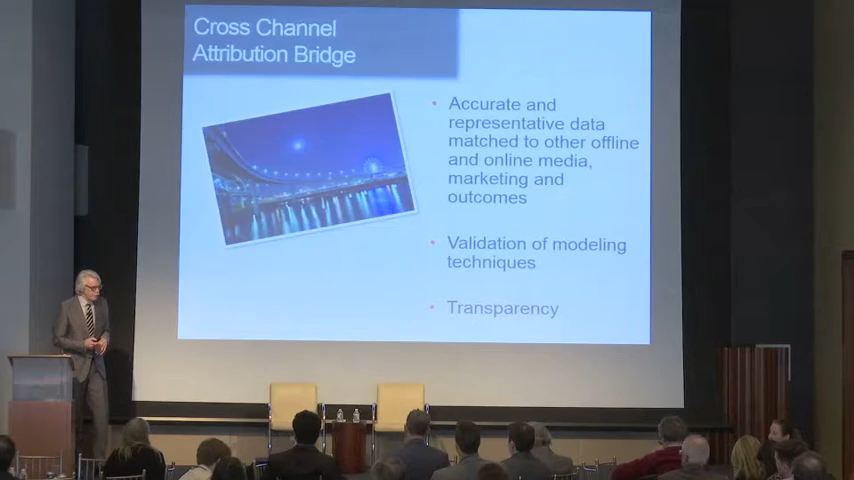 Cross Channel
Attribution Bridge
• Accurate and
representative data
matched to other offline
and online media,
marketing and
outcomes
• Validation of modeling
techniques
• Transparency